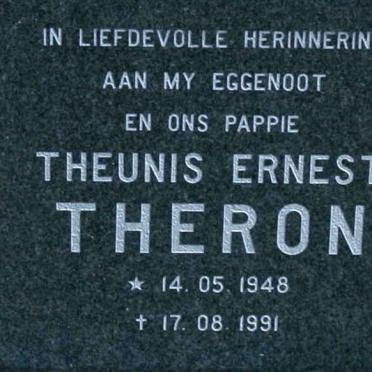 IN LIEFDEVOLLE HERINNERIN
AAN MY EGGENOOT
EN ONS PAPPIE
THEUNIS ERNEST
THERON
★ 14. 05. 1948
✝ 17. 08. 1991